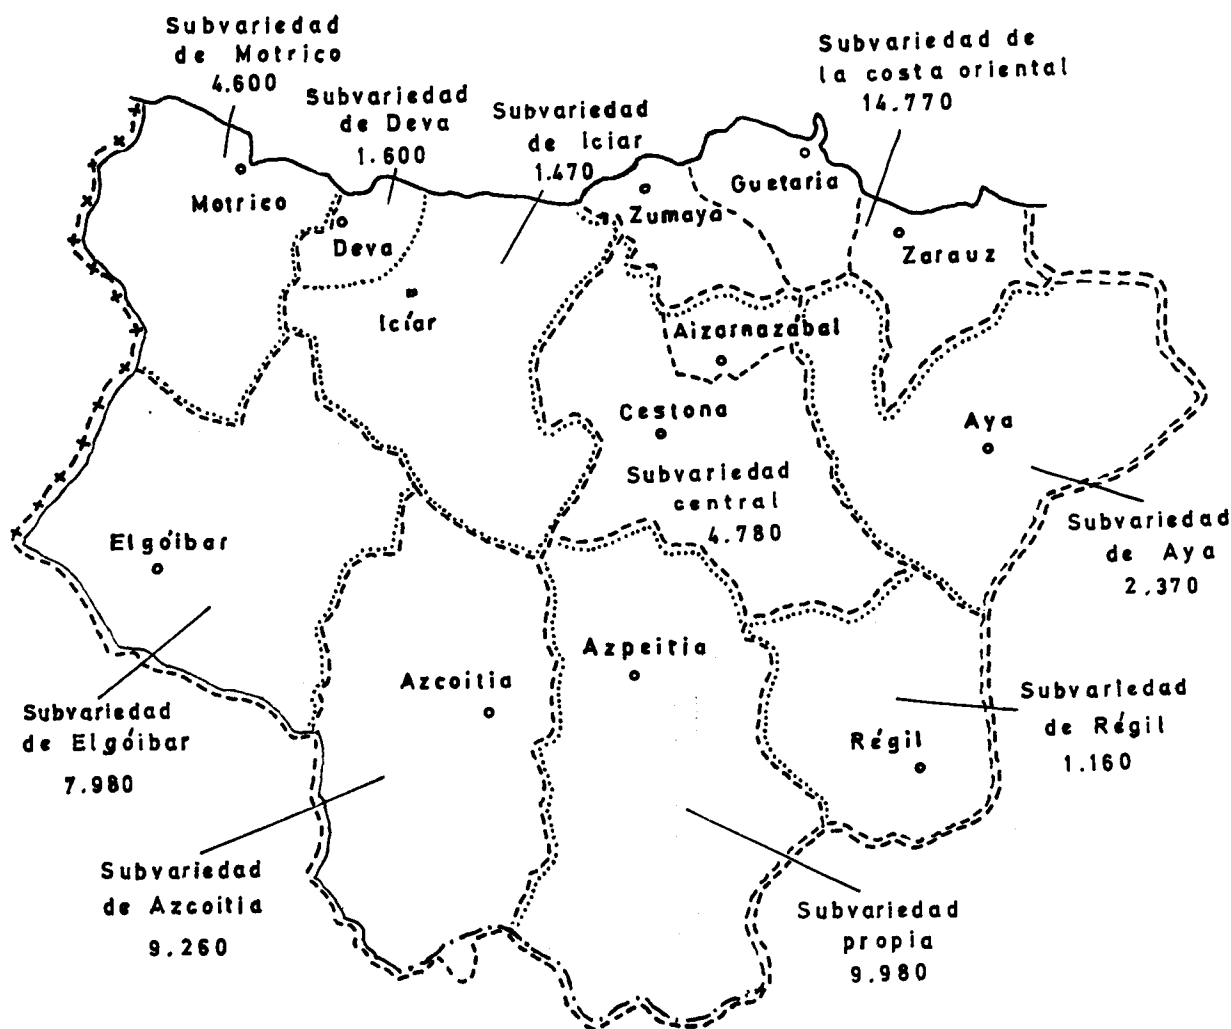 Subvariedad
de Motrico
4.600
Subvariedad
de Deva
1.600
Subvariedad
de Iciar
1.470
Subvariedad de
la costa oriental
14.770
Motrico
Deva
Icíar
Zumaya
Guetaria
Zarauz
Aizarnazabal
Cestona
Aya
Subvariedad
central
4.780
Subvariedad
de Aya
2.370
Elgóibar
Azcoitia
Azpeitia
Régil
Subvariedad
de Régil
1.160
Subvariedad
de Elgóibar
7.980
Subvariedad
de Azcoitia
9.260
Subvariedad
propia
9.980